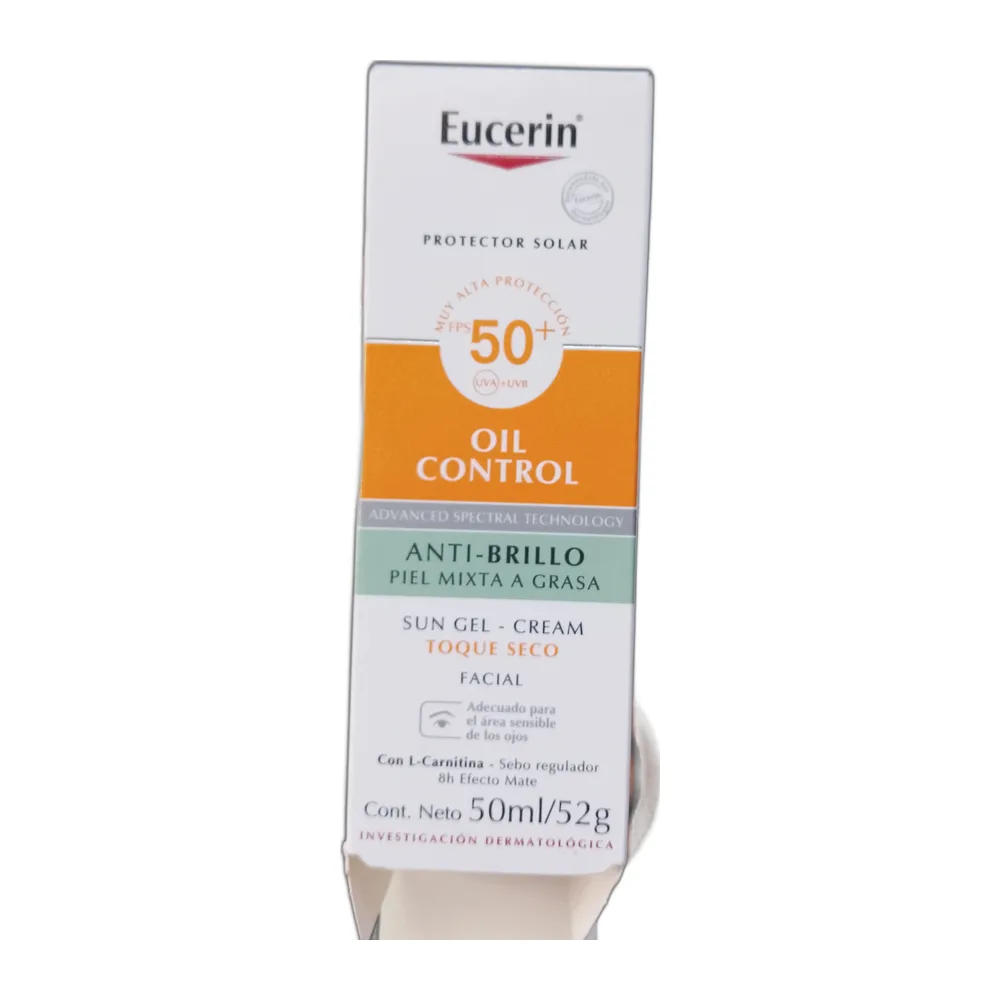 Eucerin®
Eucerin
PROTECTOR SOLAR
MUY ALTA PROTECCIÓN
FPS 50+
UVA+UVB
OIL
CONTROL
ADVANCED SPECTRAL TECHNOLOGY
ANTI-BRILLO
PIEL MIXTA A GRASA
SUN GEL - CREAM
TOQUE SECO
FACIAL
Adecuado para
el área sensible
de los ojos
Con L-Carnitina - Sebo regulador
8h Efecto Mate
Cont. Neto 50ml/52g
INVESTIGACIÓN DERMATOLÓGICA